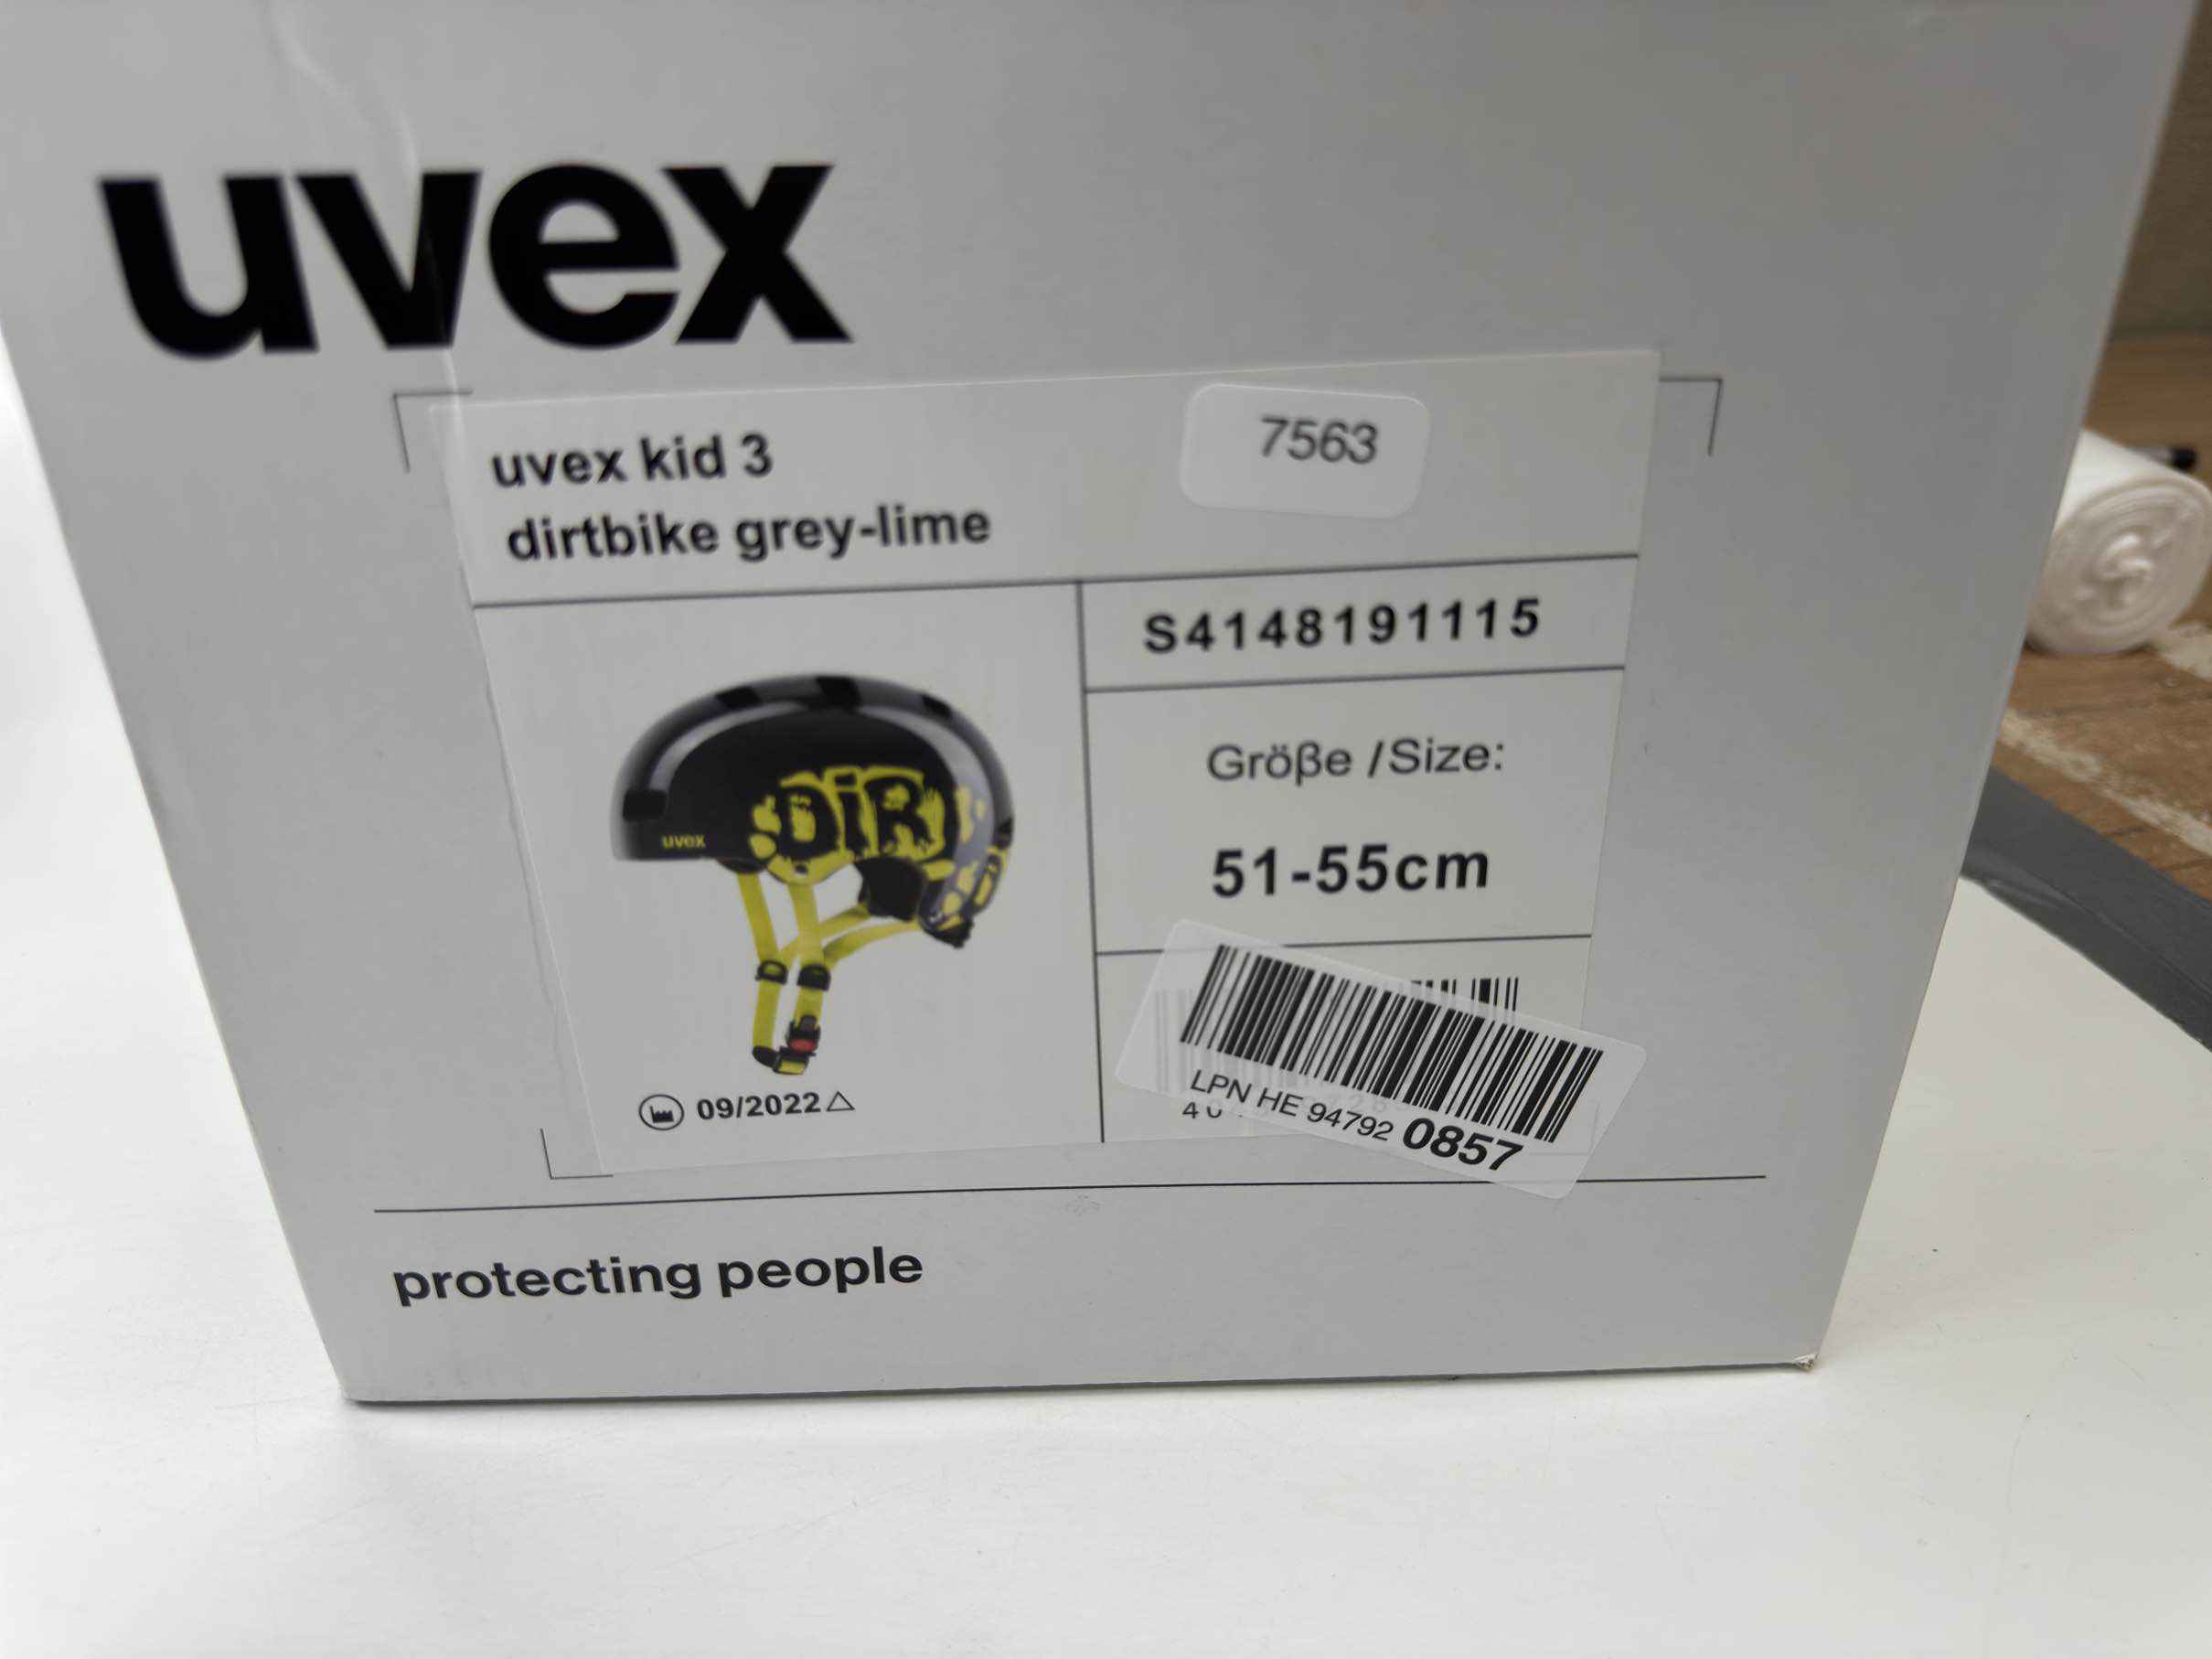 uvex
uvex kid 3
7563
dirtbike grey-lime
S4148191115
DiRT
uvex
Größe /Size:
51-55cm
09/2022
LPN HE 94792 0857
protecting people